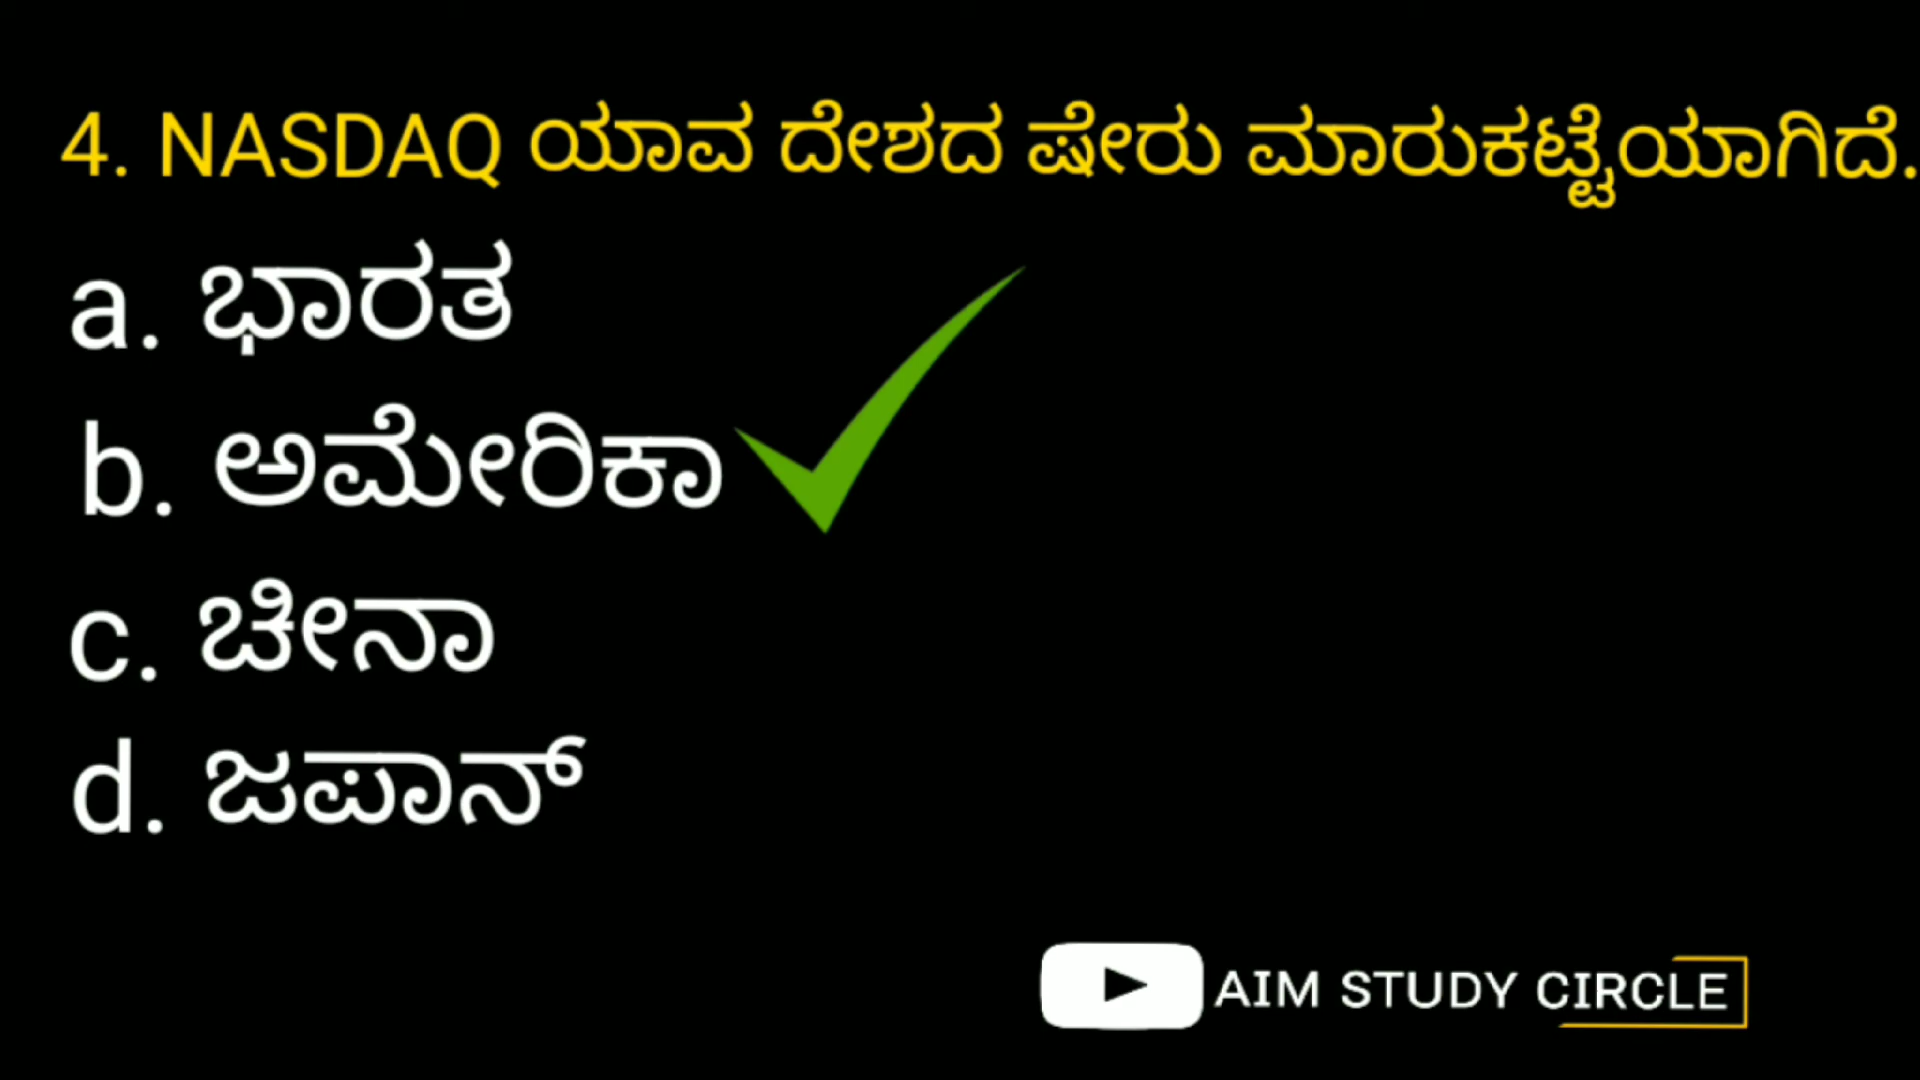 4. NASDAQ ಯಾವ ದೇಶದ ಷೇರು ಮಾರುಕಟ್ಟೆಯಾಗಿದೆ.
a. ಭಾರತ
b. ಅಮೇರಿಕಾ
c. ಚೀನಾ
d. ಜಪಾನ್
AIM STUDY CIRCLE